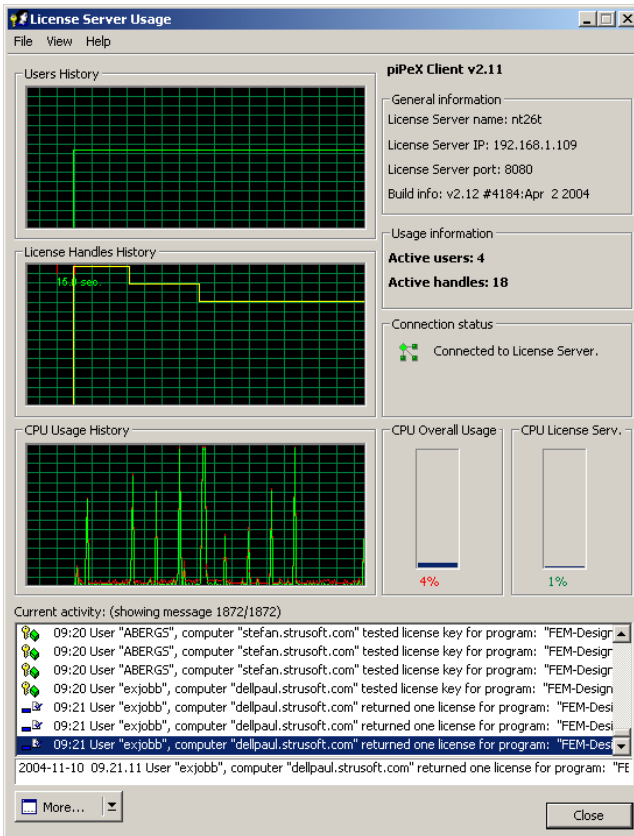 License Server Usage
File View Help
Users History
piPeX Client v2.11
General information
License Server name: nt26t
License Server IP: 192.168.1.109
License Server port: 8080
Build info: v2.12 #4184:Apr 2 2004
License Handles History
16.0 sec.
Usage information
Active users: 4
Active handles: 18
Connection status
Connected to License Server.
CPU Usage History
CPU Overall Usage
CPU License Serv.
4%
1%
Current activity: (showing message 1872/1872)
09:20 User "ABERGS", computer "stefan.strusoft.com" tested license key for program: "FEM-Design
09:20 User "ABERGS", computer "stefan.strusoft.com" tested license key for program: "FEM-Design
09:20 User "ABERGS", computer "stefan.strusoft.com" tested license key for program: "FEM-Design
09:20 User "exjobb", computer "dellpaul.strusoft.com" tested license key for program: "FEM-Design
09:21 User "exjobb", computer "dellpaul.strusoft.com" returned one license for program: "FEM-Desi
09:21 User "exjobb", computer "dellpaul.strusoft.com" returned one license for program: "FEM-Desi
09:21 User "exjobb", computer "dellpaul.strusoft.com" returned one license for program: "FEM-Desi
2004-11-10 09.21.11 User "exjobb", computer "dellpaul.strusoft.com" returned one license for program: "FE
More...
Close